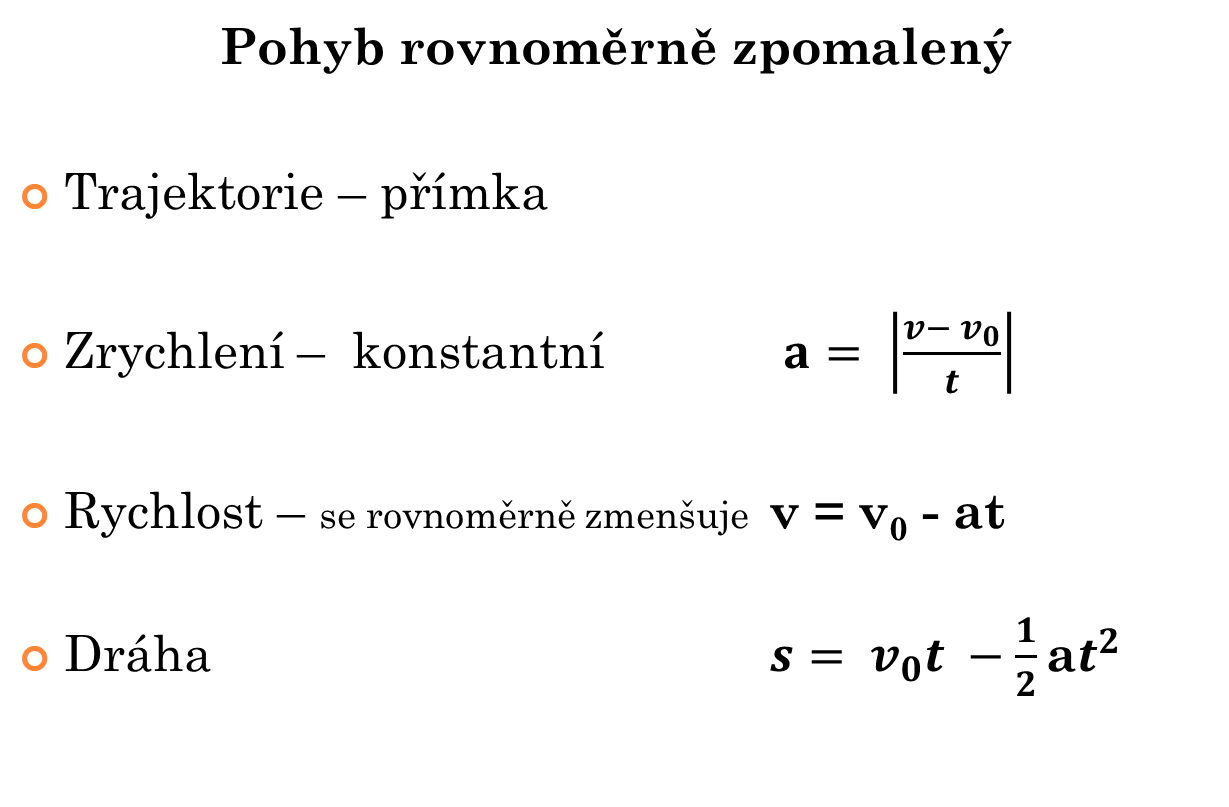 Pohyb rovnoměrně zpomalený
Trajektorie – přímka
Zrychlení – konstantní a = |v− v₀ / t|
Rychlost – se rovnoměrně zmenšuje v = v₀ - at
Dráha s = v₀t − 1/2 at²